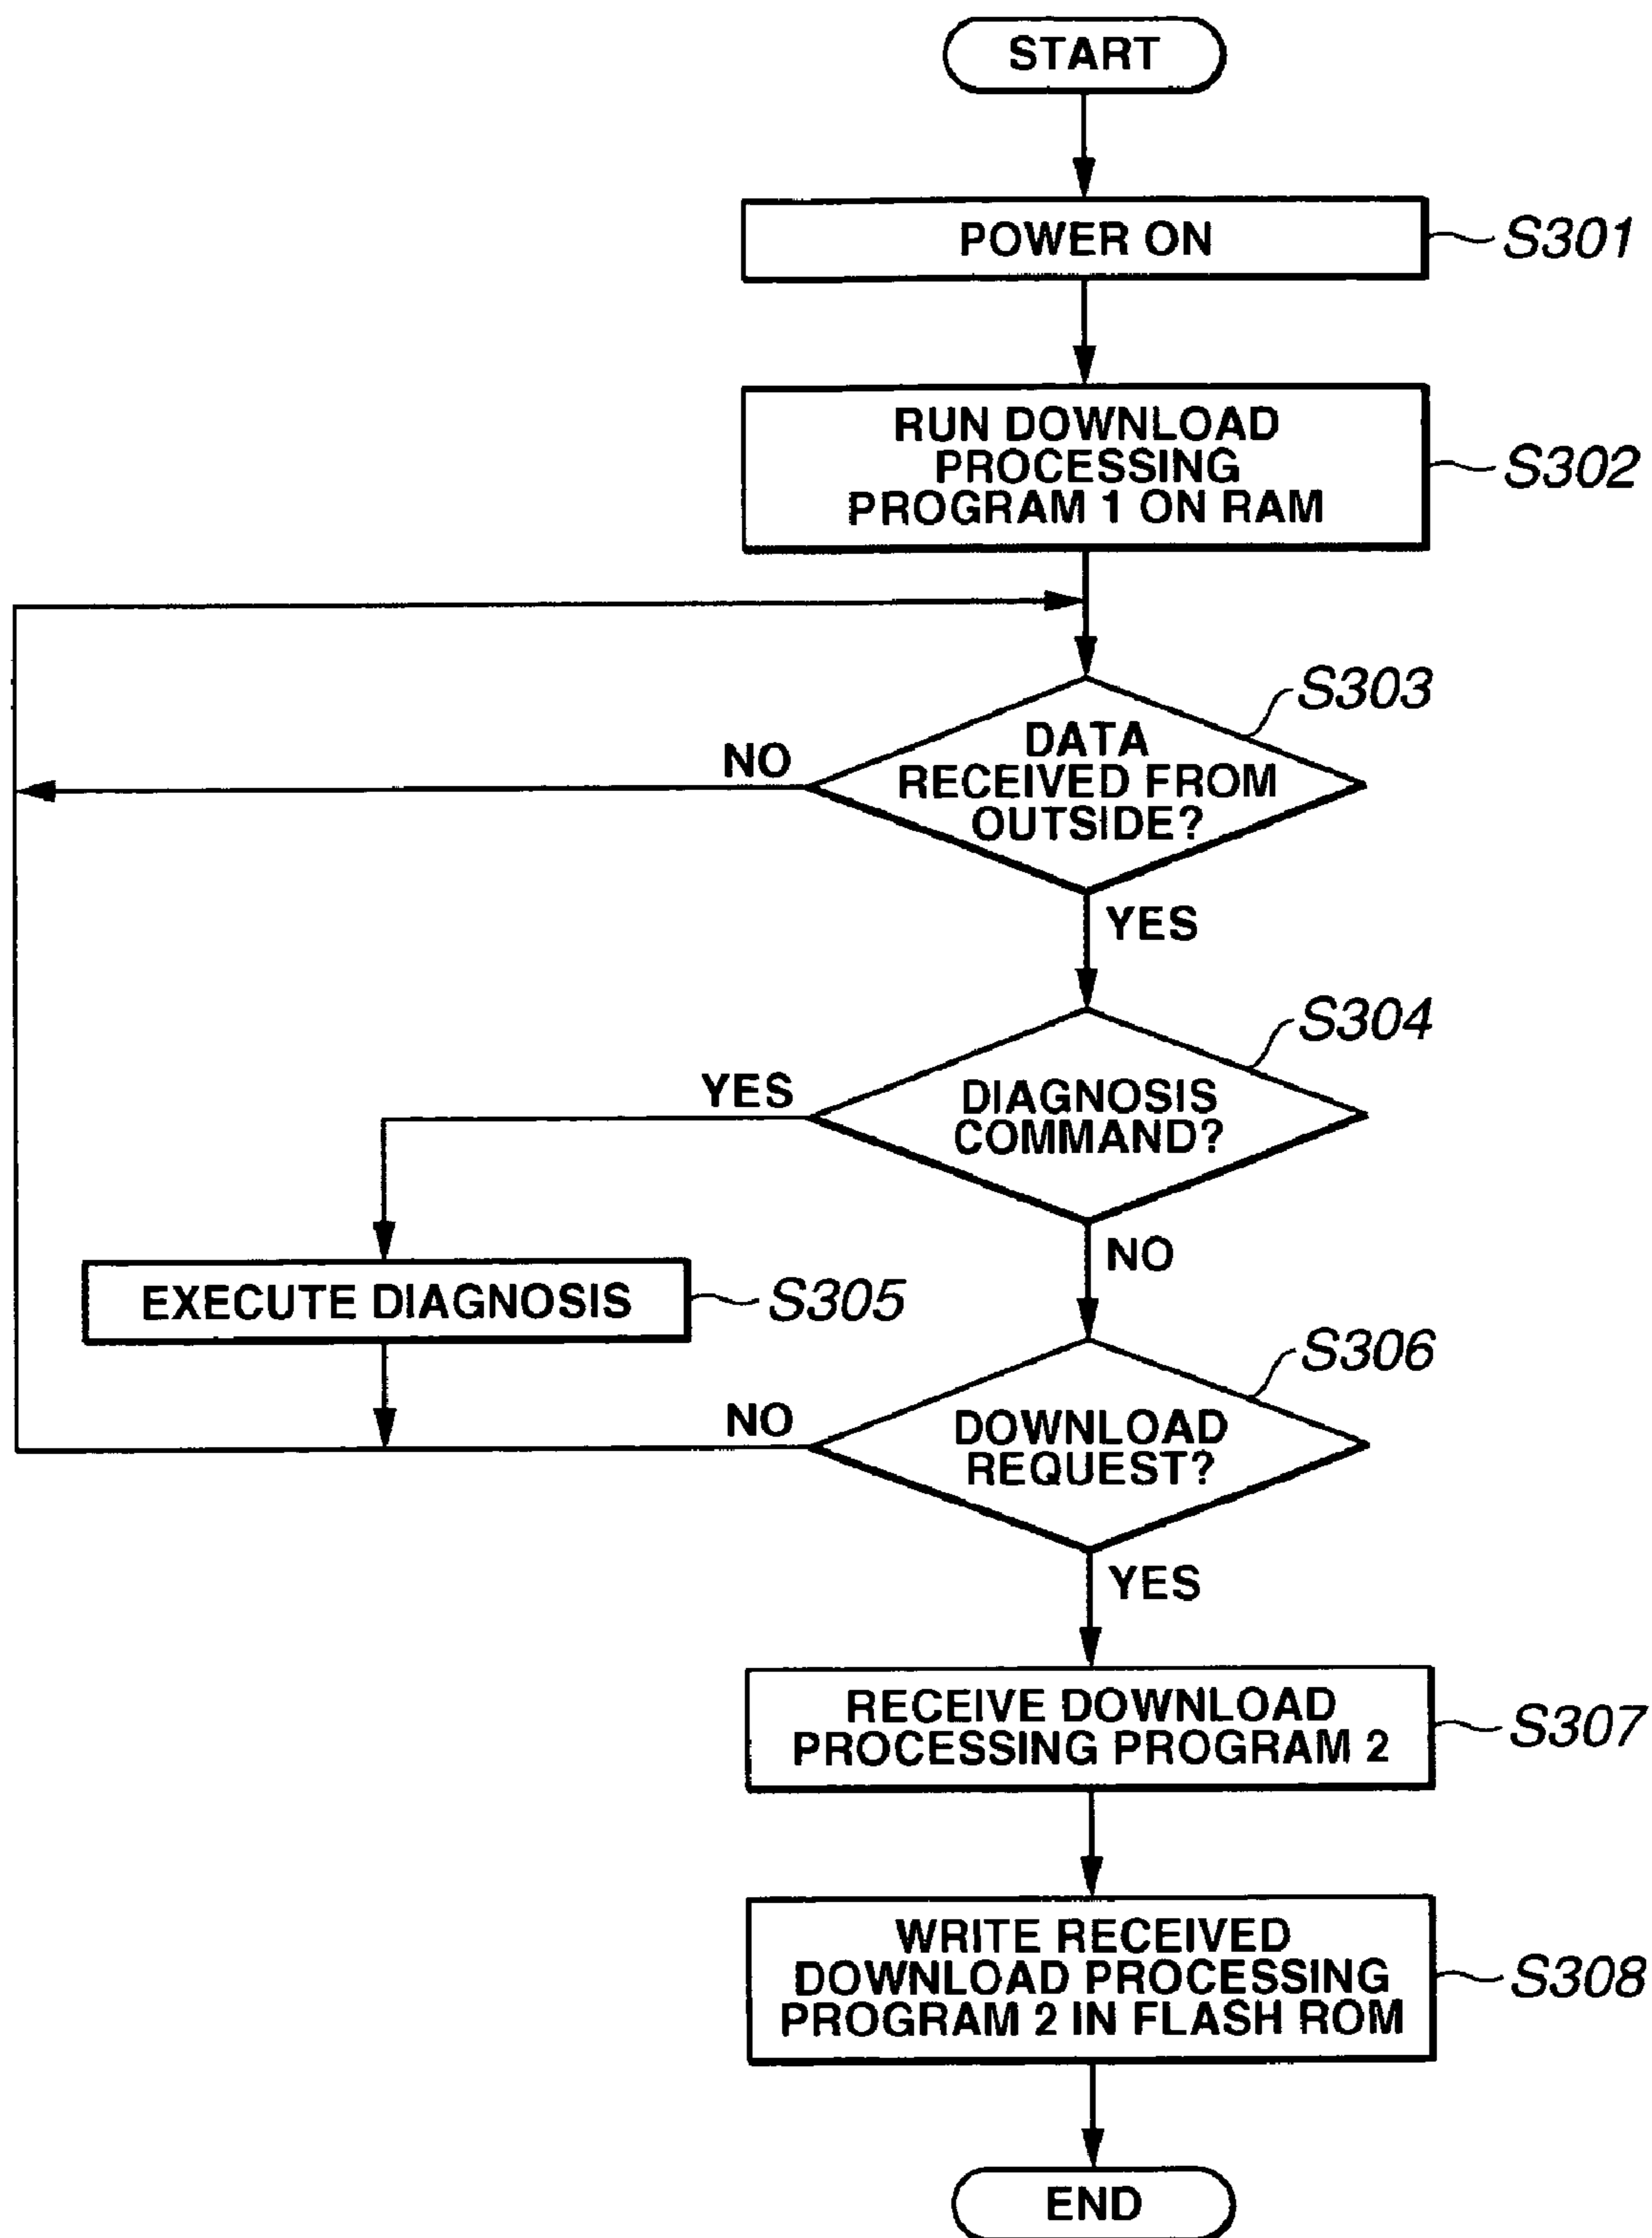 START
POWER ON
S301
RUN DOWNLOAD
PROCESSING
PROGRAM 1 ON RAM
S302
S303
DATA
RECEIVED FROM
OUTSIDE?
NO
YES
S304
DIAGNOSIS
COMMAND?
YES
NO
EXECUTE DIAGNOSIS
S305
S306
DOWNLOAD
REQUEST?
NO
YES
RECEIVE DOWNLOAD
PROCESSING PROGRAM 2
S307
WRITE RECEIVED
DOWNLOAD PROCESSING
PROGRAM 2 IN FLASH ROM
S308
END